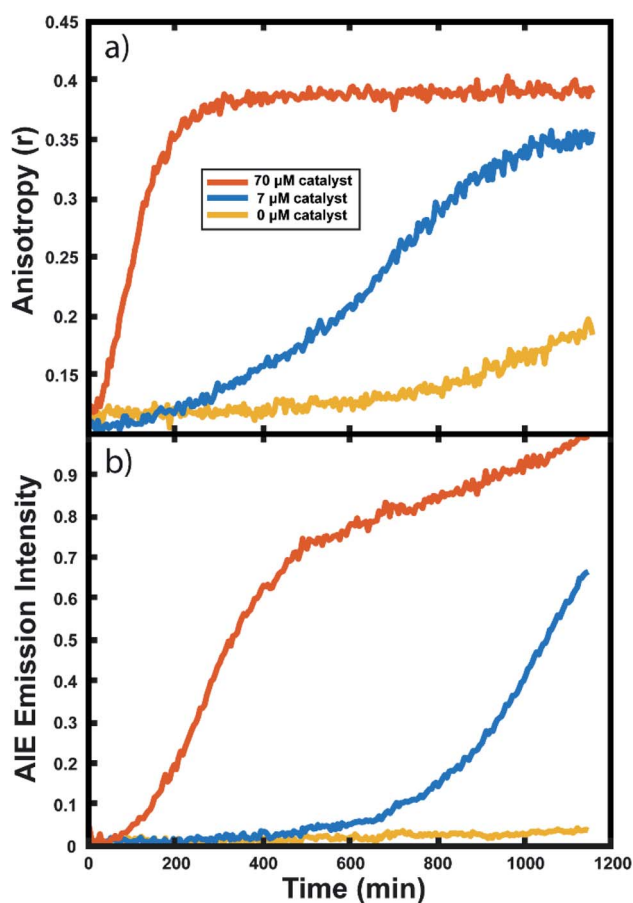 a)
0.45
0.4
0.35
0.3
0.25
0.2
0.15
Anisotropy (r)
70 µM catalyst
7 µM catalyst
0 µM catalyst
b)
0.9
0.8
0.7
0.6
0.5
0.4
0.3
0.2
0.1
0
AIE Emission Intensity
0 200 400 600 800 1000 1200
Time (min)